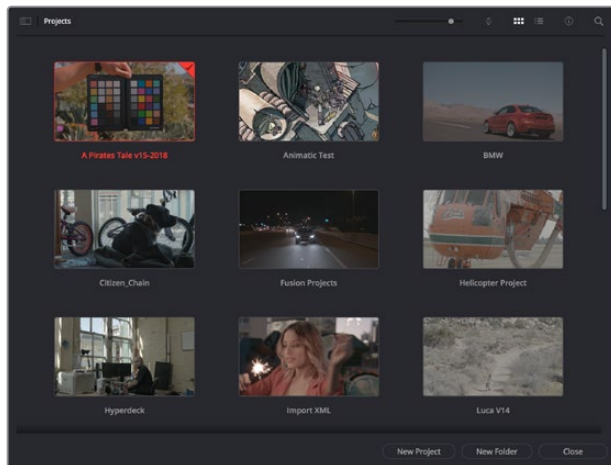 Projects
A Pirates Tale v15-2018
Animatic Test
BMW
Citizen_Chain
Fusion Projects
Helicopter Project
Hyperdeck
Import XML
Luca V14
New Project
New Folder
Close